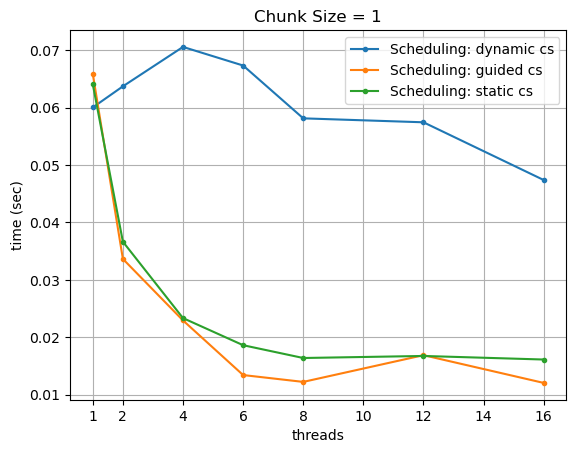 Chunk Size = 1
Scheduling: dynamic cs
Scheduling: guided cs
Scheduling: static cs
time (sec)
0.07
0.06
0.05
0.04
0.03
0.02
0.01
1 2 4 6 8 10 12 14 16
threads